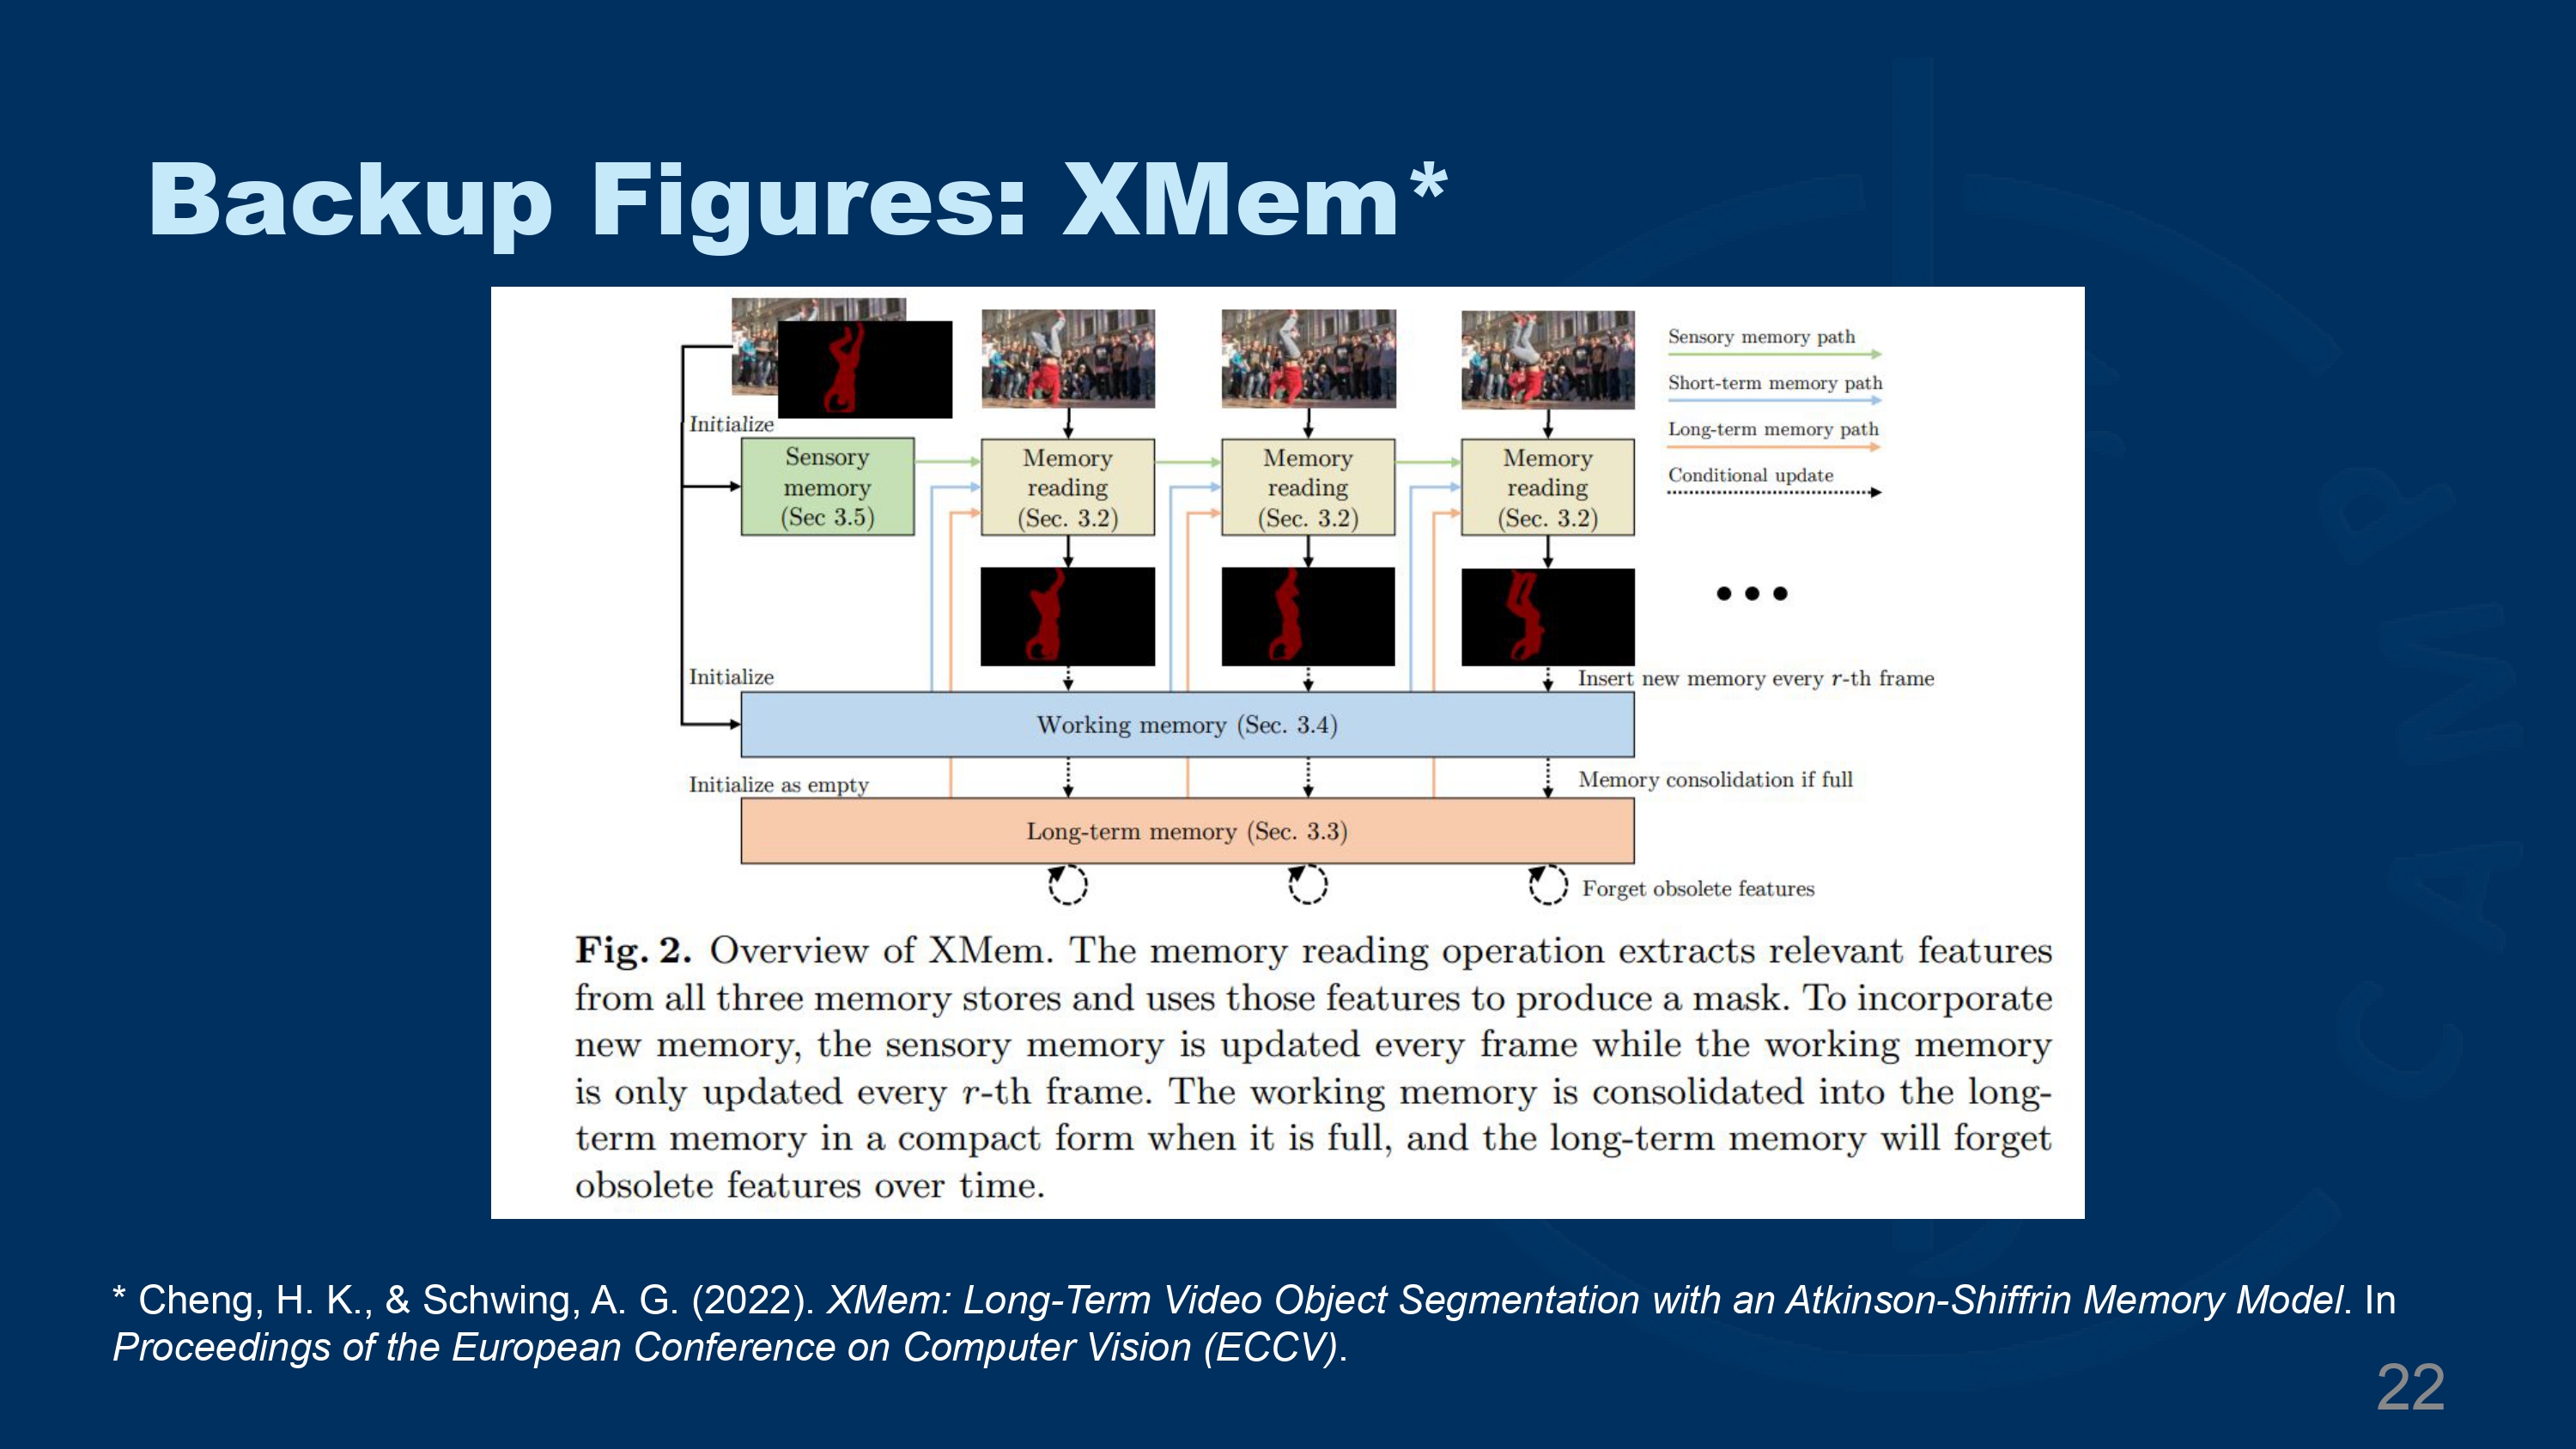 Backup Figures: XMem*
Initialize
Sensory
memory
(Sec 3.5)
Memory
reading
(Sec. 3.2)
Memory
reading
(Sec. 3.2)
Memory
reading
(Sec. 3.2)
Sensory memory path
Short-term memory path
Long-term memory path
Conditional update
Initialize
Insert new memory every r-th frame
Working memory (Sec. 3.4)
Initialize as empty
Memory consolidation if full
Long-term memory (Sec. 3.3)
Forget obsolete features
Fig. 2. Overview of XMem. The memory reading operation extracts relevant features
from all three memory stores and uses those features to produce a mask. To incorporate
new memory, the sensory memory is updated every frame while the working memory
is only updated every r-th frame. The working memory is consolidated into the long-
term memory in a compact form when it is full, and the long-term memory will forget
obsolete features over time.
* Cheng, H. K., & Schwing, A. G. (2022). XMem: Long-Term Video Object Segmentation with an Atkinson-Shiffrin Memory Model. In
Proceedings of the European Conference on Computer Vision (ECCV).
22
CAMP